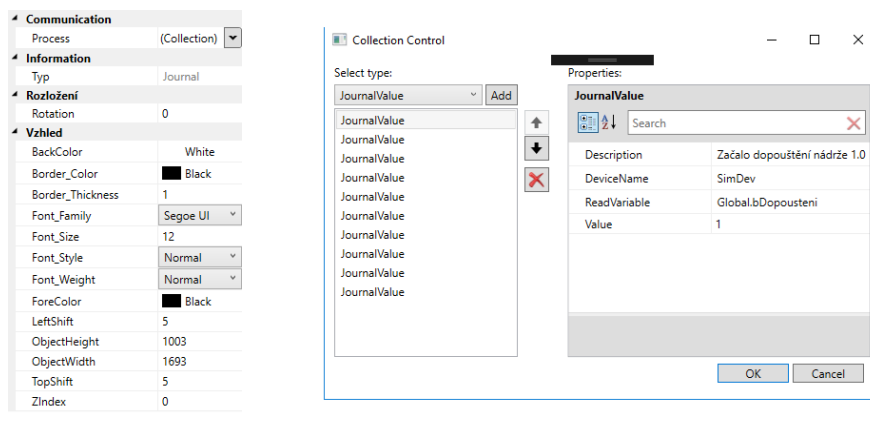 Communication
Process (Collection)
Information
Typ Journal
Rozložení
Rotation 0
Vzhled
BackColor White
Border_Color Black
Border_Thickness 1
Font_Family Segoe UI
Font_Size 12
Font_Style Normal
Font_Weight Normal
ForeColor Black
LeftShift 5
ObjectHeight 1003
ObjectWidth 1693
TopShift 5
ZIndex 0
Collection Control
Select type:
JournalValue Add
JournalValue
JournalValue
JournalValue
JournalValue
JournalValue
JournalValue
JournalValue
JournalValue
JournalValue
JournalValue
Properties:
JournalValue
Search
Description Začalo dopouštění nádrže 1.0
DeviceName SimDev
ReadVariable Global.bDopousteni
Value 1
OK Cancel